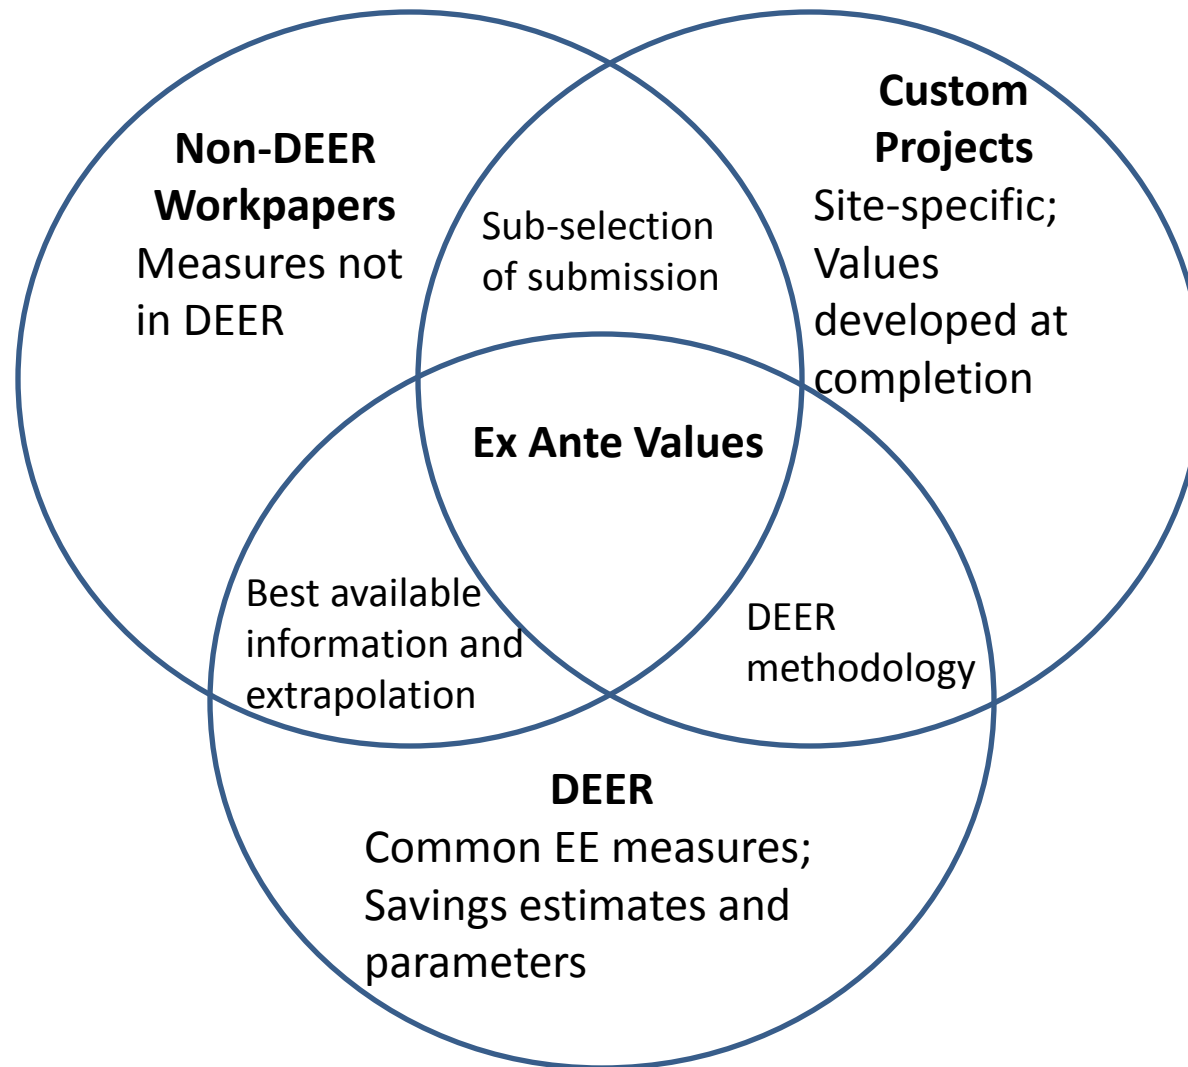 Non-DEER
Workpapers
Measures not
in DEER
Sub-selection
of submission
Custom
Projects
Site-specific;
Values
developed at
completion
Ex Ante Values
Best available
information and
extrapolation
DEER
methodology
DEER
Common EE measures;
Savings estimates and
parameters